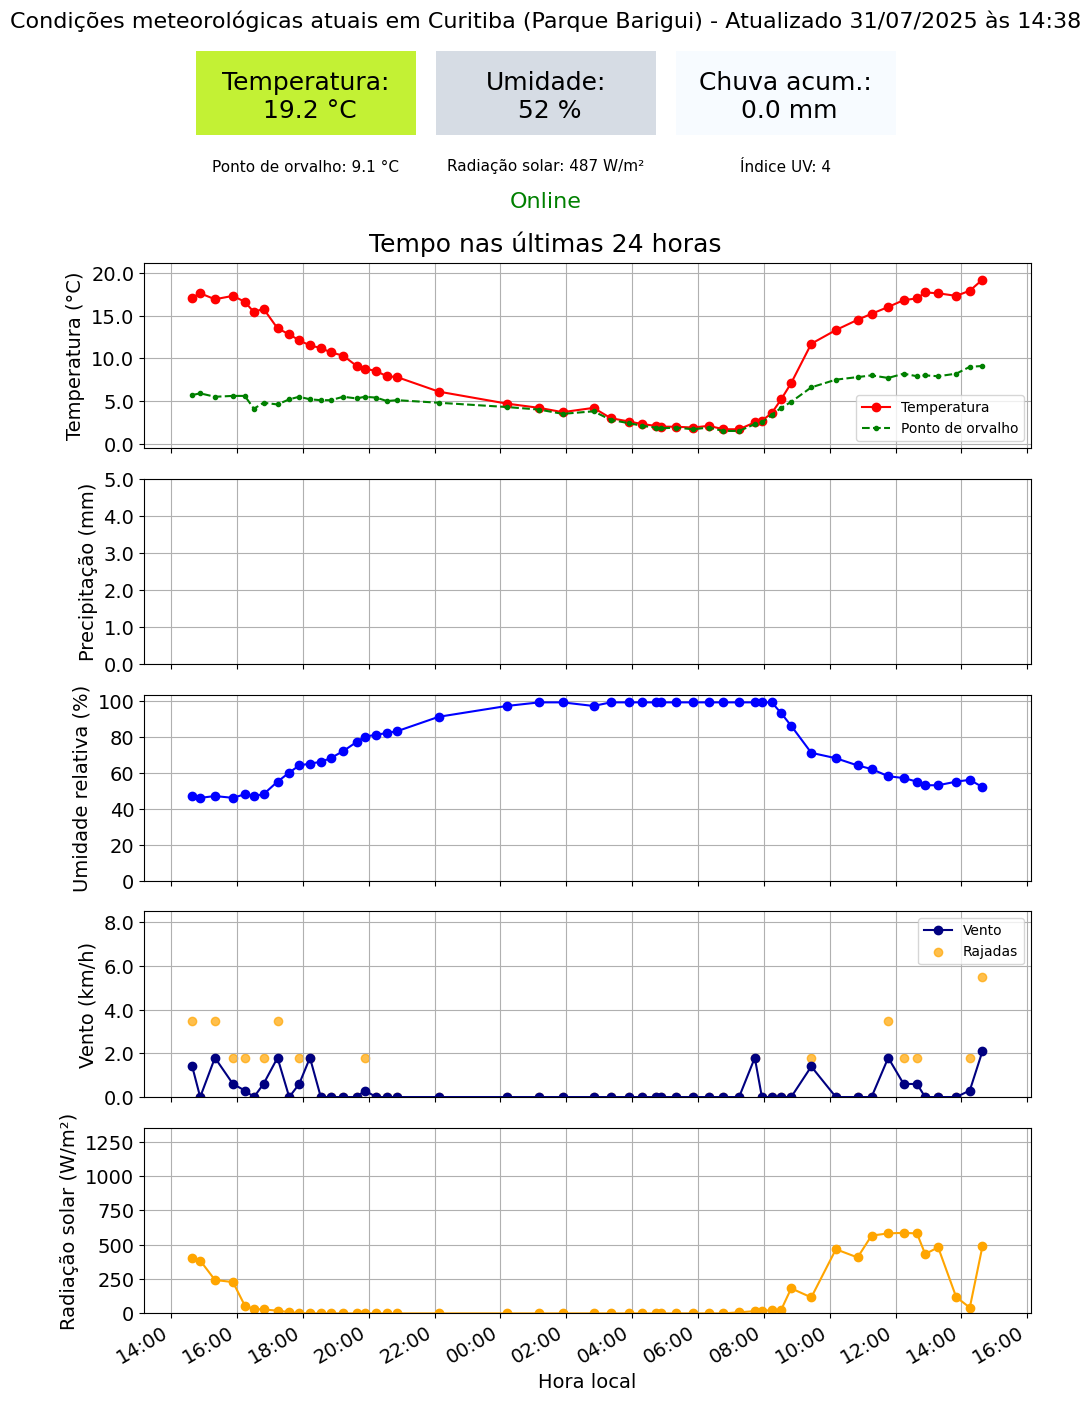 Condições meteorológicas atuais em Curitiba (Parque Barigui) - Atualizado 31/07/2025 às 14:38
Temperatura:
19.2 °C
Umidade:
52 %
Chuva acum.:
0.0 mm
Ponto de orvalho: 9.1 °C
Radiação solar: 487 W/m²
Índice UV: 4
Online
Tempo nas últimas 24 horas
Temperatura (°C)
20.0
15.0
10.0
5.0
0.0
Temperatura
Ponto de orvalho
Precipitação (mm)
5.0
4.0
3.0
2.0
1.0
0.0
Umidade relativa (%)
100
80
60
40
20
0
Vento (km/h)
8.0
6.0
4.0
2.0
0.0
Vento
Rajadas
Radiação solar (W/m²)
1250
1000
750
500
250
0
14:00
16:00
18:00
20:00
22:00
00:00
02:00
04:00
06:00
08:00
10:00
12:00
14:00
16:00
Hora local